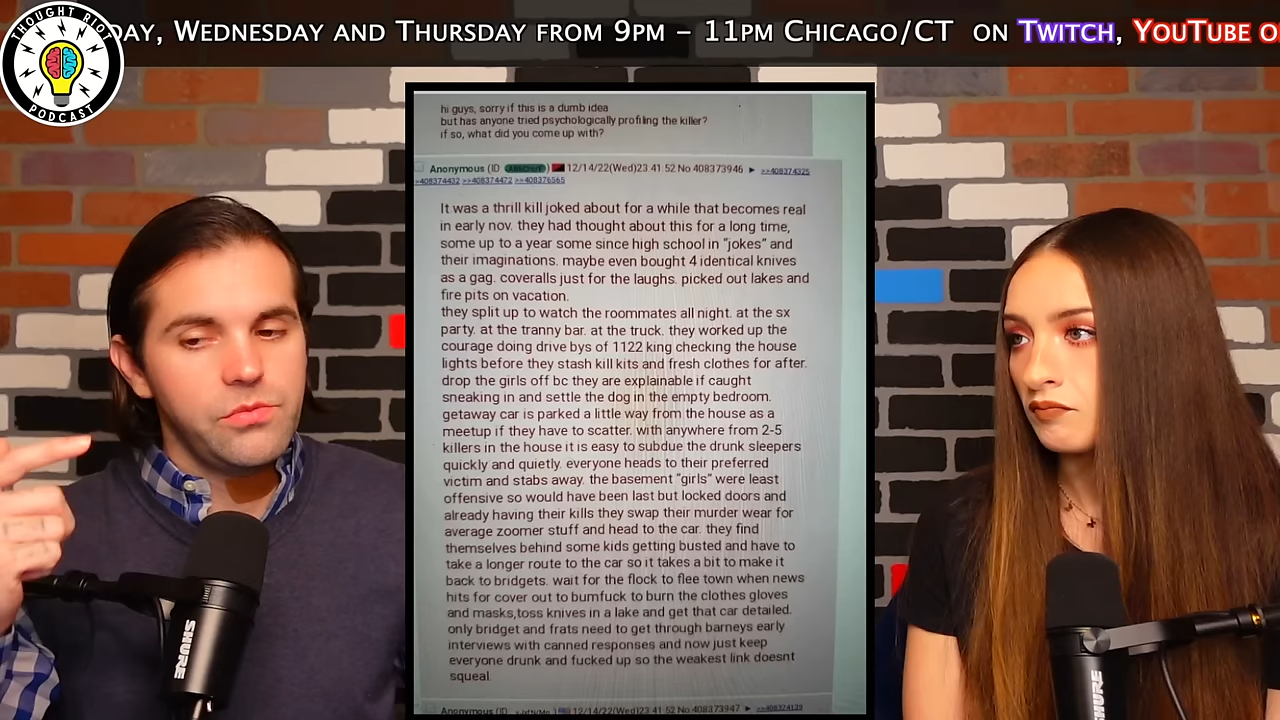 DAY, WEDNESDAY AND THURSDAY FROM 9PM – 11PM CHICAGO/CT ON TWITCH, YOUTUBE O
THOUGHT RIOT
PODCAST
hi guys, sorry if this is a dumb idea
but has anyone tried psychologically profiling the killer?
if so, what did you come up with?
Anonymous (ID ) 12/14/22(Wed)23 41 52 No 408373946 ► >>408374325
>408374432 >>408374472 >>408376565
It was a thrill kill joked about for a while that becomes real
in early nov. they had thought about this for a long time,
some up to a year some since high school in "jokes" and
their imaginations. maybe even bought 4 identical knives
as a gag. coveralls just for the laughs. picked out lakes and
fire pits on vacation.
they split up to watch the roommates all night. at the sx
party. at the tranny bar. at the truck. they worked up the
courage doing drive bys of 1122 king checking the house
lights before they stash kill kits and fresh clothes for after.
drop the girls off bc they are explainable if caught
sneaking in and settle the dog in the empty bedroom.
getaway car is parked a little way from the house as a
meetup if they have to scatter. with anywhere from 2-5
killers in the house it is easy to subdue the drunk sleepers
quickly and quietly. everyone heads to their preferred
victim and stabs away. the basement "girls" were least
offensive so would have been last but locked doors and
already having their kills they swap their murder wear for
average zoomer stuff and head to the car. they find
themselves behind some kids getting busted and have to
take a longer route to the car so it takes a bit to make it
back to bridgets. wait for the flock to flee town when news
hits for cover out to bumfuck to burn the clothes gloves
and masks,toss knives in a lake and get that car detailed.
only bridget and frats need to get through barneys early
interviews with canned responses and now just keep
everyone drunk and fucked up so the weakest link doesnt
squeal.
Anonymous (ID ) 12/14/22(Wed)23 41 52 No 408373947 ► >>408374129
SHURE
SHURE